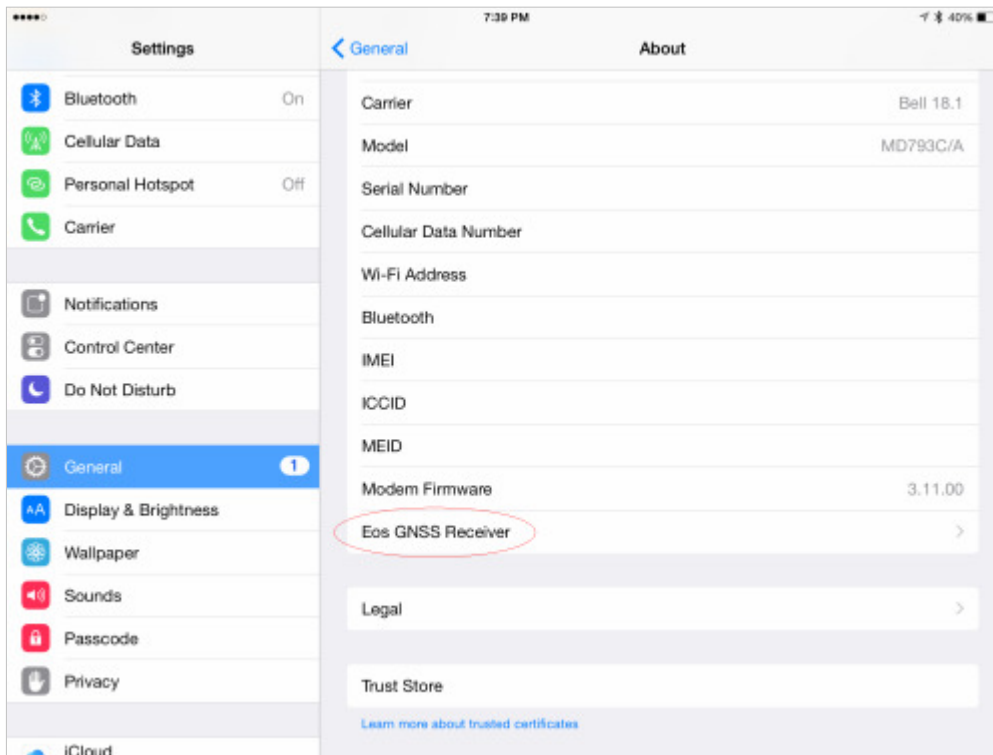 7:39 PM
40%
Settings
General
About
Bluetooth On
Cellular Data
Personal Hotspot Off
Carrier
Notifications
Control Center
Do Not Disturb
General 1
Display & Brightness
Wallpaper
Sounds
Passcode
Privacy
iCloud
Carrier Bell 18.1
Model MD793C/A
Serial Number
Cellular Data Number
Wi-Fi Address
Bluetooth
IMEI
ICCID
MEID
Modem Firmware 3.11.00
Eos GNSS Receiver
Legal
Trust Store
Learn more about trusted certificates